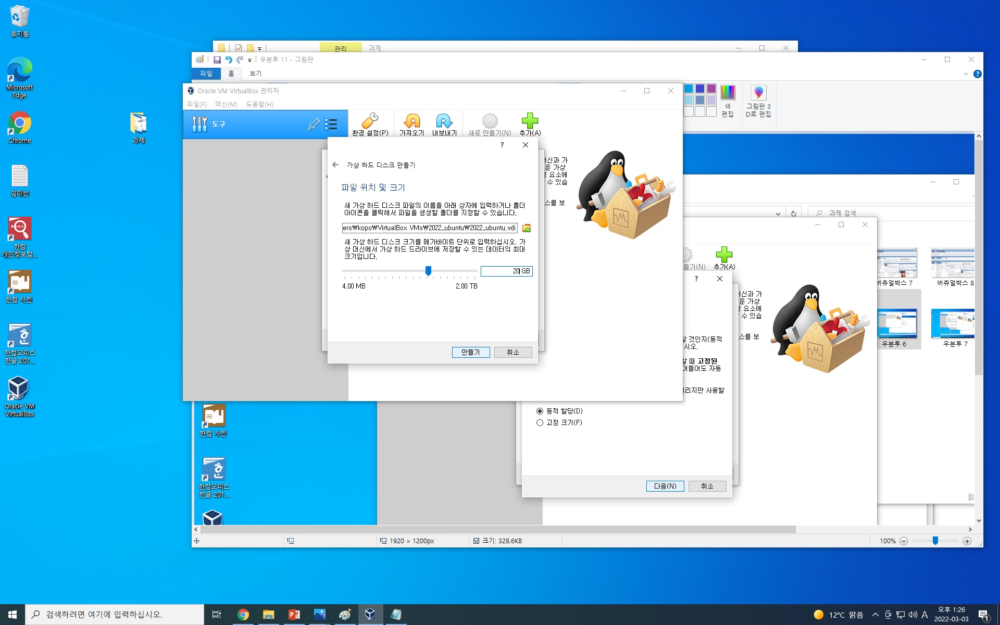 휴지통
Microsoft
Edge
Chrome
과제
임미선
한컴
개인정보탐...
한컴 사전
한컴오피스
한글 201...
Oracle VM
VirtualBox
관리
과제
우분투 11 - 그림판
파일
홈
보기
색
편집
그림판 3
D로 편집
Oracle VM VirtualBox 관리자
파일(F)
머신(M)
도움말(H)
도구
환경 설정(P)
가져오기
내보내기
새로 만들기(N)
추가(A)
가상 하드 디스크 만들기
파일 위치 및 크기
새 가상 하드 디스크 파일의 이름을 아래 상자에 입력하거나 폴더
아이콘을 클릭해서 파일을 생성할 폴더를 지정할 수 있습니다.
ers₩kopo₩VirtualBox VMs₩2022_ubuntu₩2022_ubuntu.vdi
새 가상 하드 디스크 크기를 메가바이트 단위로 입력하십시오. 가
상 머신에서 가상 하드 드라이브에 저장할 수 있는 데이터의 최대
크기입니다.
20 GB
4.00 MB
2.00 TB
만들기
취소
머신과 가
운 가상
요소에
수 있습
스를 보
과제 검색
들기(N)
추가(A)
머신과 가
운 가상
요소에
수 있습
스를 보
할 것인지(동적
시오.
할 때 고정된
어들어도 자동
걸리지만 사용할
동적 할당(D)
고정 크기(F)
다음(N)
취소
버츄얼박스 7
버츄얼박스 8
우분투 6
우분투 7
한컴 사전
한컴오피스
한글 201...
1920 × 1200px
크기: 328.6KB
100%
검색하려면 여기에 입력하십시오.
12°C 맑음
A
오후 1:26
2022-03-03
1